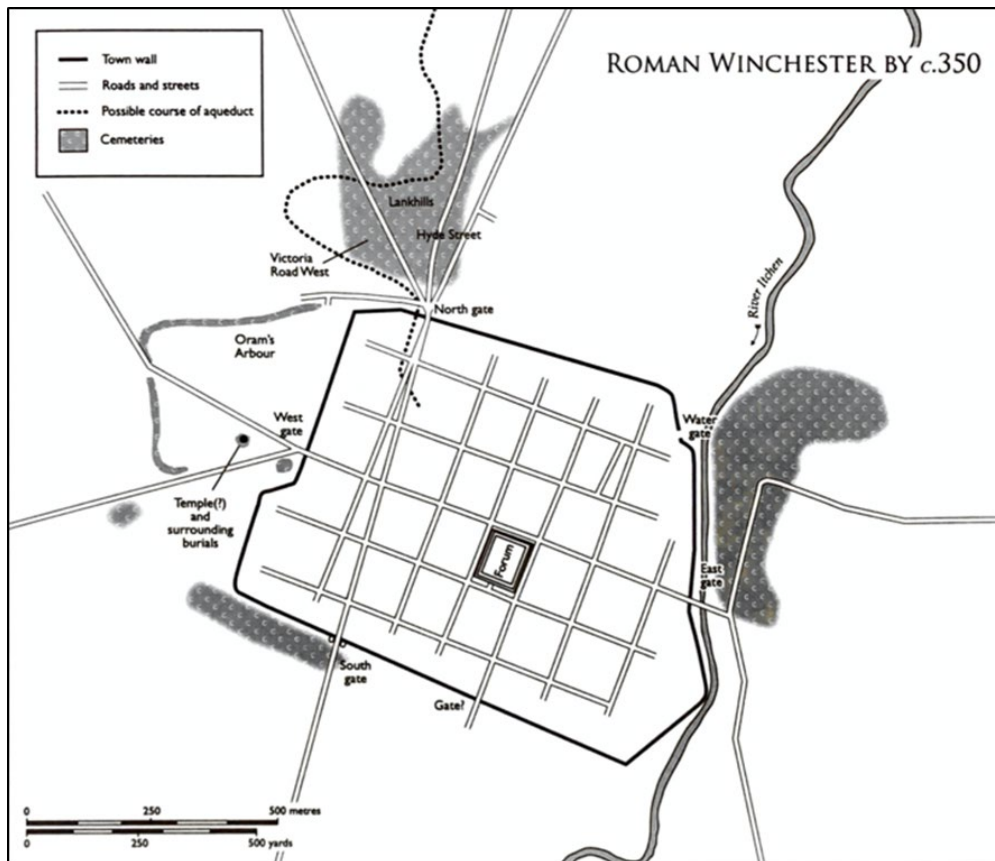 ROMAN WINCHESTER BY c.350
Town wall
Roads and streets
Possible course of aqueduct
Cemeteries
Lankhills
Hyde Street
Victoria
Road West
North gate
River Itchen
Oram's
Arbour
West
gate
Water
gate
Temple(?)
and
surrounding
burials
Forum
East
gate
South
gate
Gate?
0 250 500 metres
0 250 500 yards